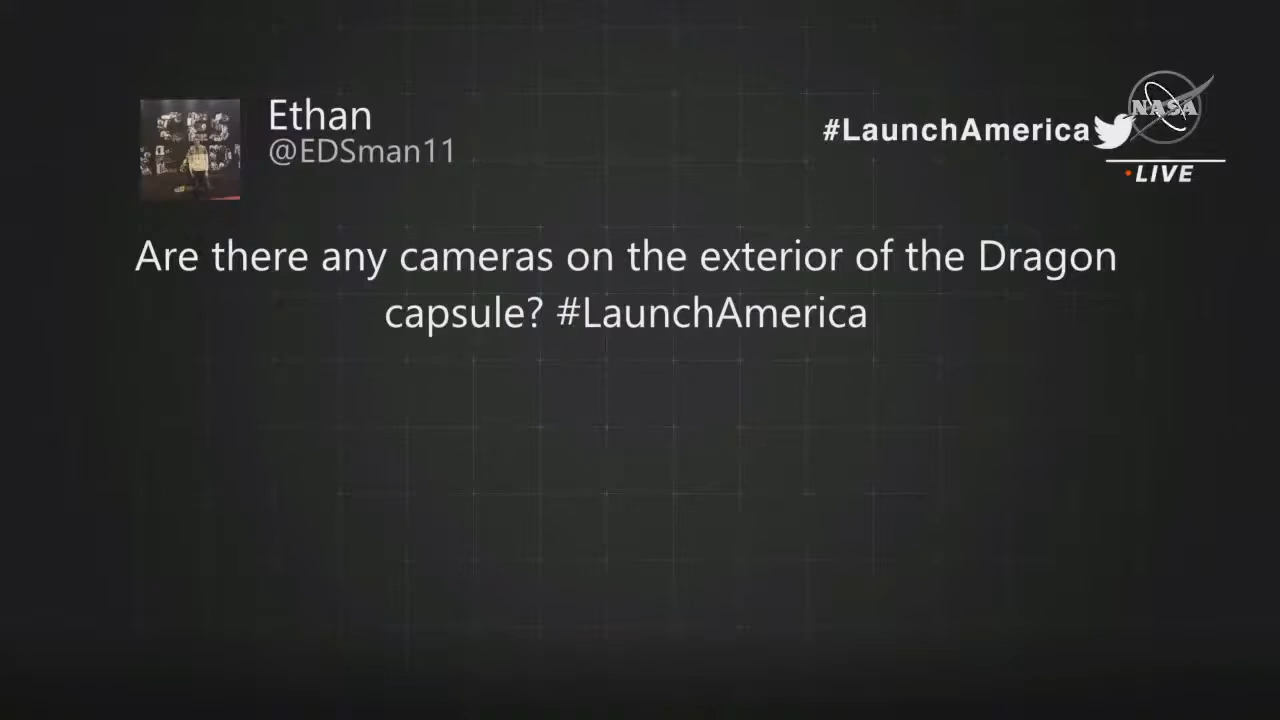 Ethan
@EDSman11
#LaunchAmerica
NASA
LIVE
Are there any cameras on the exterior of the Dragon
capsule? #LaunchAmerica